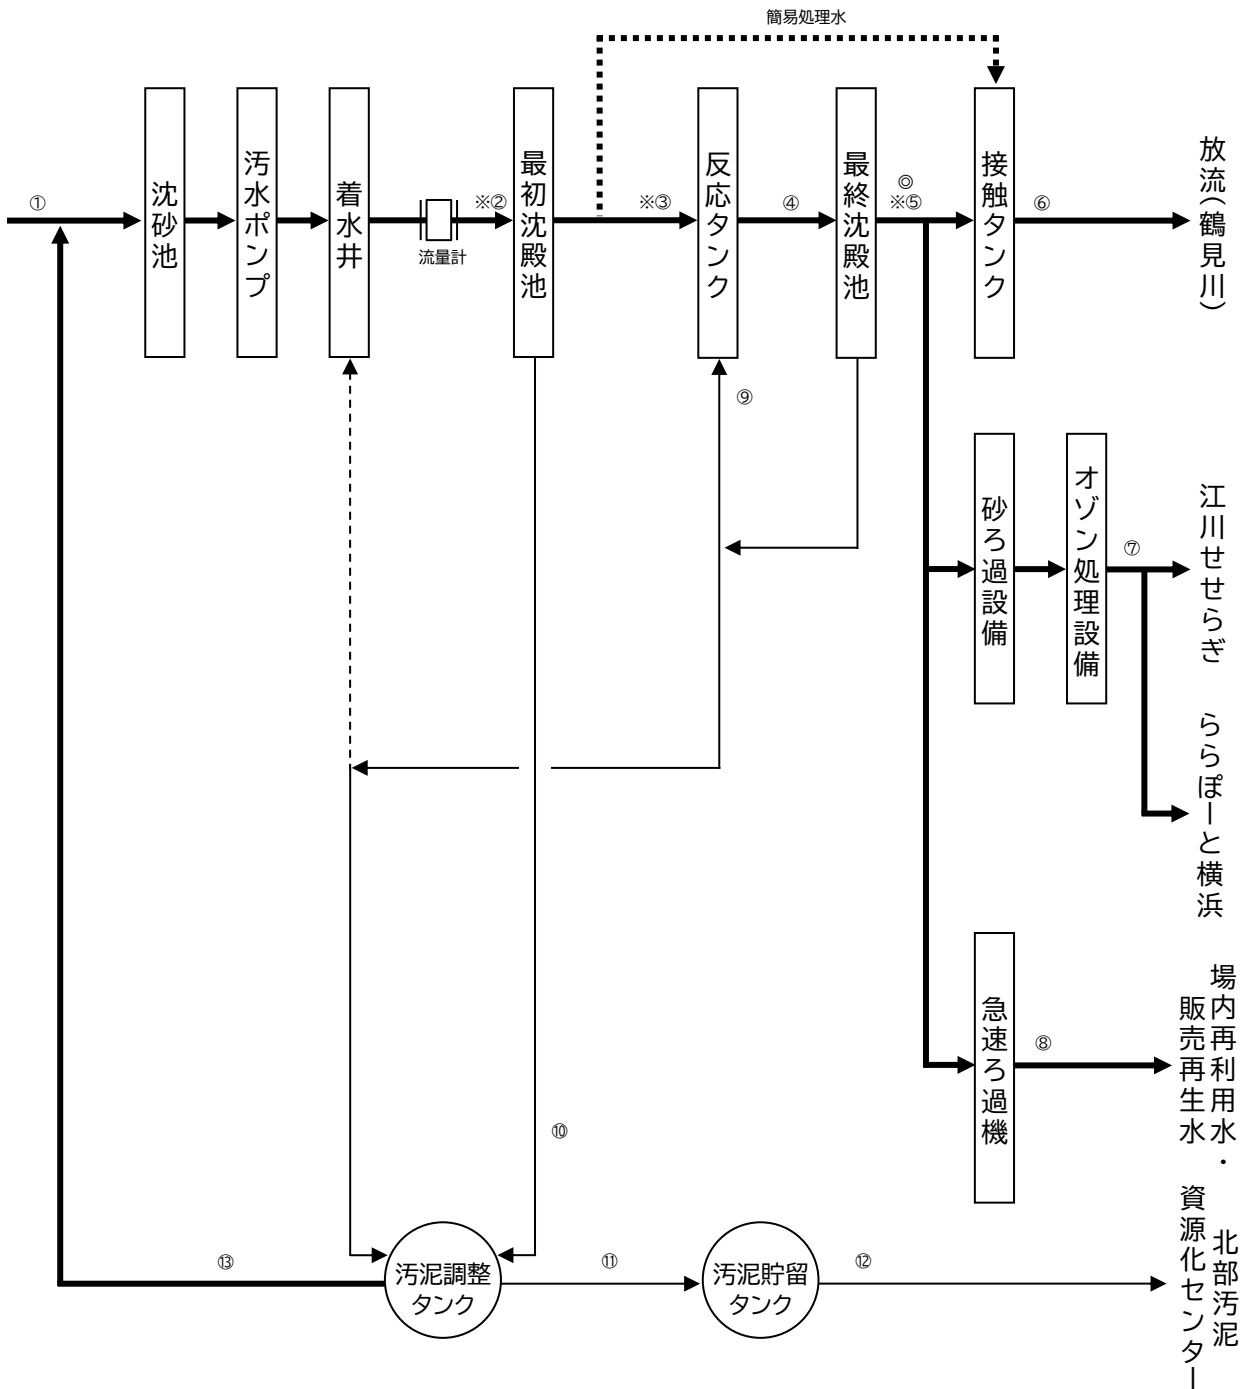 簡易処理水
①
沈砂池
汚水ポンプ
着水井
流量計
※②
最初沈殿池
※③
反応タンク
④
最終沈殿池
◎
※⑤
接触タンク
⑥
放流(鶴見川)
⑨
砂ろ過設備
オゾン処理設備
⑦
江川せせらぎ
ららぽーと横浜
急速ろ過機
⑧
場内再利用水・
販売再生水
⑩
⑬
汚泥調整
タンク
⑪
汚泥貯留
タンク
⑫
北部汚泥
資源化センター